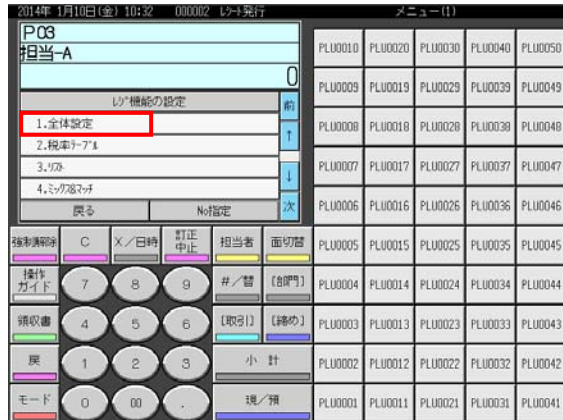 2014年 1月10日(金) 10:32 000002 レシート発行 メニュー(1)
P03
担当-A
0
レジ機能の設定
前
1.全体設定
↑
2.税率テーブル
3.リスト
↓
4.ミックス&マッチ
戻る No指定 次
強制解除 C ×/日時 訂正中止 担当者 面切替
操作ガイド 7 8 9 #/替 [部門]
領収書 4 5 6 [取引] [締め]
戻 1 2 3 小 計
モード 0 00 . 現/預
PLU0010 PLU0020 PLU0030 PLU0040 PLU0050
PLU0009 PLU0019 PLU0029 PLU0039 PLU0049
PLU0008 PLU0018 PLU0028 PLU0038 PLU0048
PLU0007 PLU0017 PLU0027 PLU0037 PLU0047
PLU0006 PLU0016 PLU0026 PLU0036 PLU0046
PLU0005 PLU0015 PLU0025 PLU0035 PLU0045
PLU0004 PLU0014 PLU0024 PLU0034 PLU0044
PLU0003 PLU0013 PLU0023 PLU0033 PLU0043
PLU0002 PLU0012 PLU0022 PLU0032 PLU0042
PLU0001 PLU0011 PLU0021 PLU0031 PLU0041